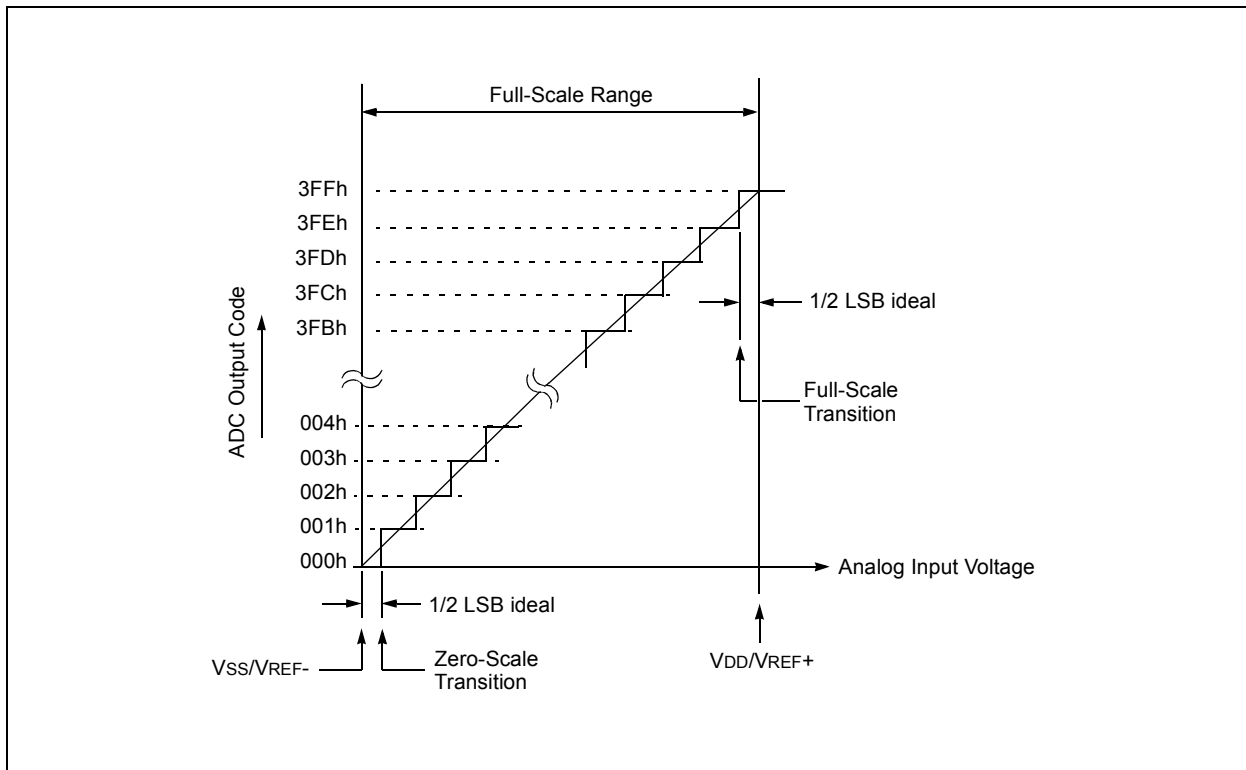 Full-Scale Range
3FFh
3FEh
3FDh
3FCh
3FBh
1/2 LSB ideal
Full-Scale
Transition
ADC Output Code
004h
003h
002h
001h
000h
Analog Input Voltage
1/2 LSB ideal
VSS/VREF-
Zero-Scale
Transition
VDD/VREF+